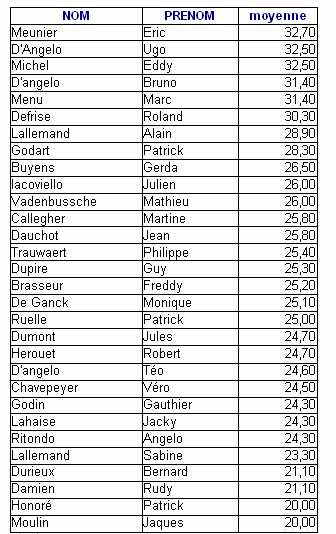 NOM PRENOM moyenne
Meunier Eric 32,70
D'Angelo Ugo 32,50
Michel Eddy 32,50
D'angelo Bruno 31,40
Menu Marc 31,40
Defrise Roland 30,30
Lallemand Alain 28,90
Godart Patrick 28,30
Buyens Gerda 26,50
Iacoviello Julien 26,00
Vadenbussche Mathieu 26,00
Callegher Martine 25,80
Dauchot Jean 25,80
Trauwaert Philippe 25,40
Dupire Guy 25,30
Brasseur Freddy 25,20
De Ganck Monique 25,10
Ruelle Patrick 25,00
Dumont Jules 24,70
Herouet Robert 24,70
D'angelo Téo 24,60
Chavepeyer Véro 24,50
Godin Gauthier 24,30
Lahaise Jacky 24,30
Ritondo Angelo 24,30
Lallemand Sabine 23,30
Durieux Bernard 21,10
Damien Rudy 21,10
Honoré Patrick 20,00
Moulin Jaques 20,00